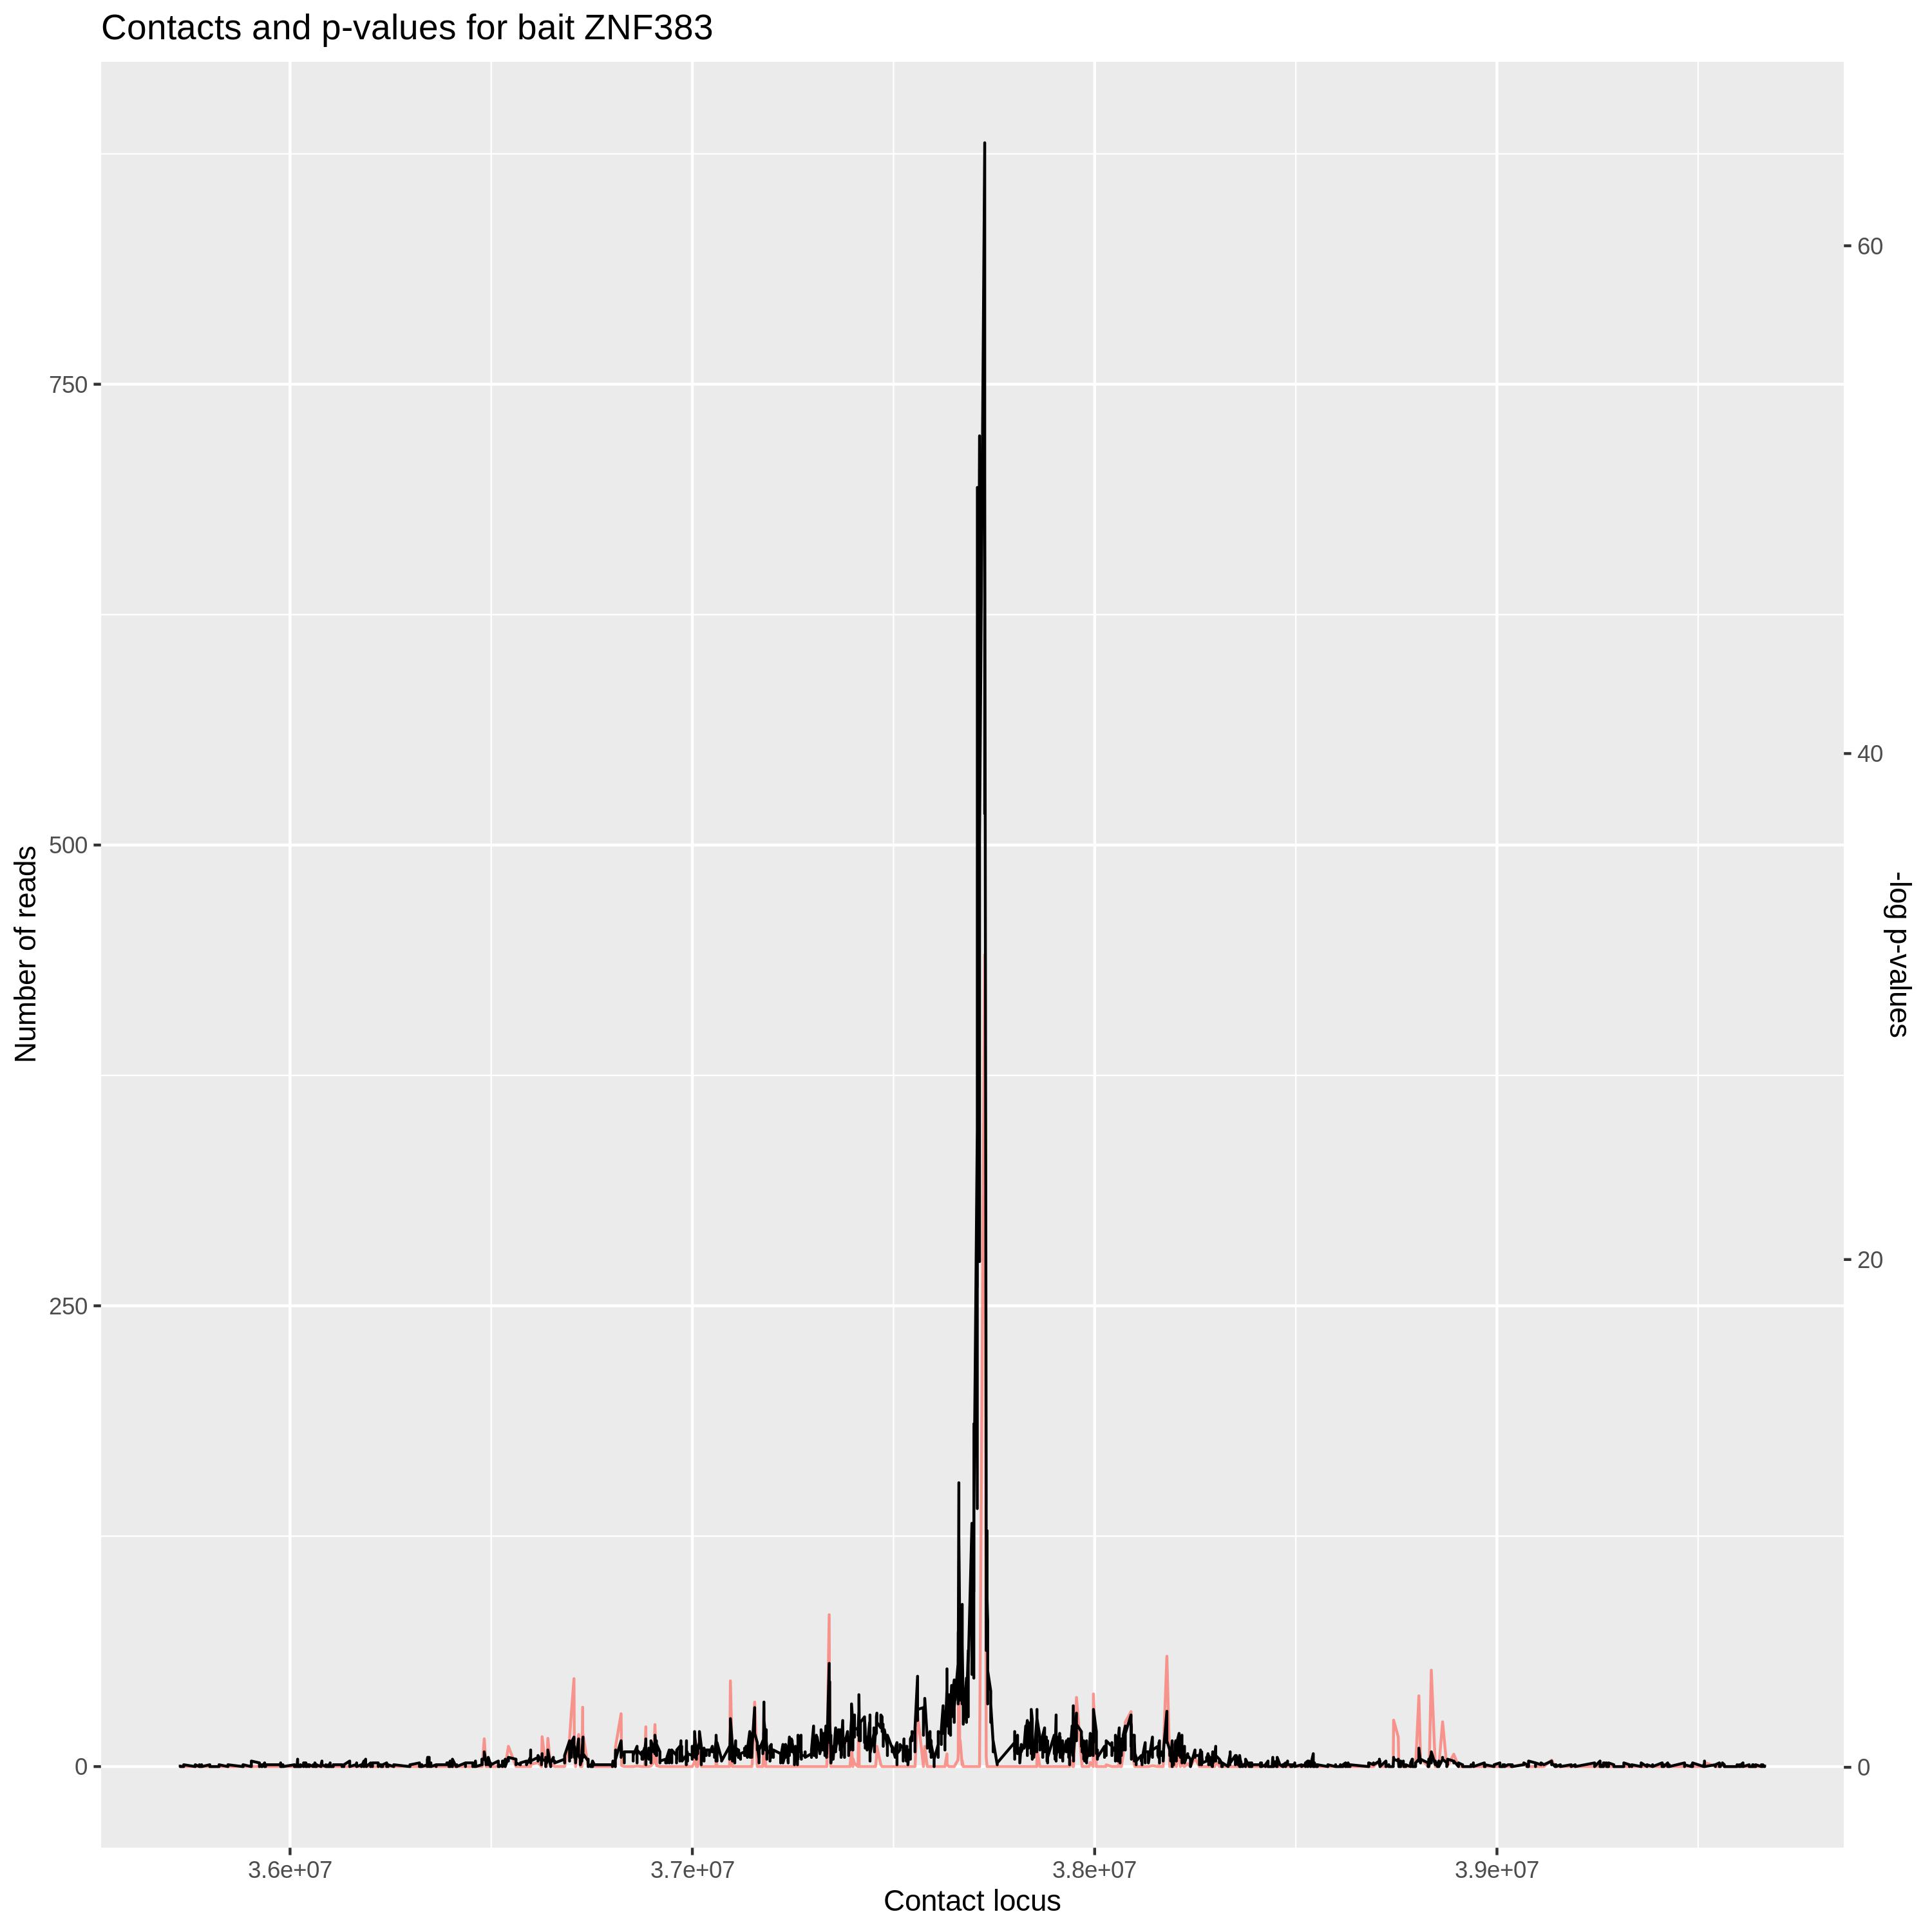 Contacts and p-values for bait ZNF383
Number of reads
750
500
250
0
-log p-values
60
40
20
0
3.6e+07
3.7e+07
3.8e+07
3.9e+07
Contact locus